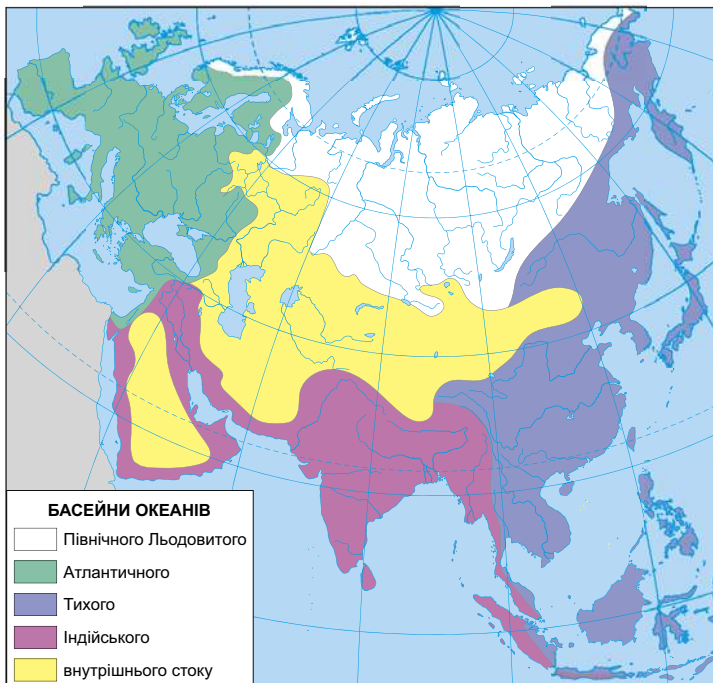 БАСЕЙНИ ОКЕАНІВ
Північного Льодовитого
Атлантичного
Тихого
Індійського
внутрішнього стоку